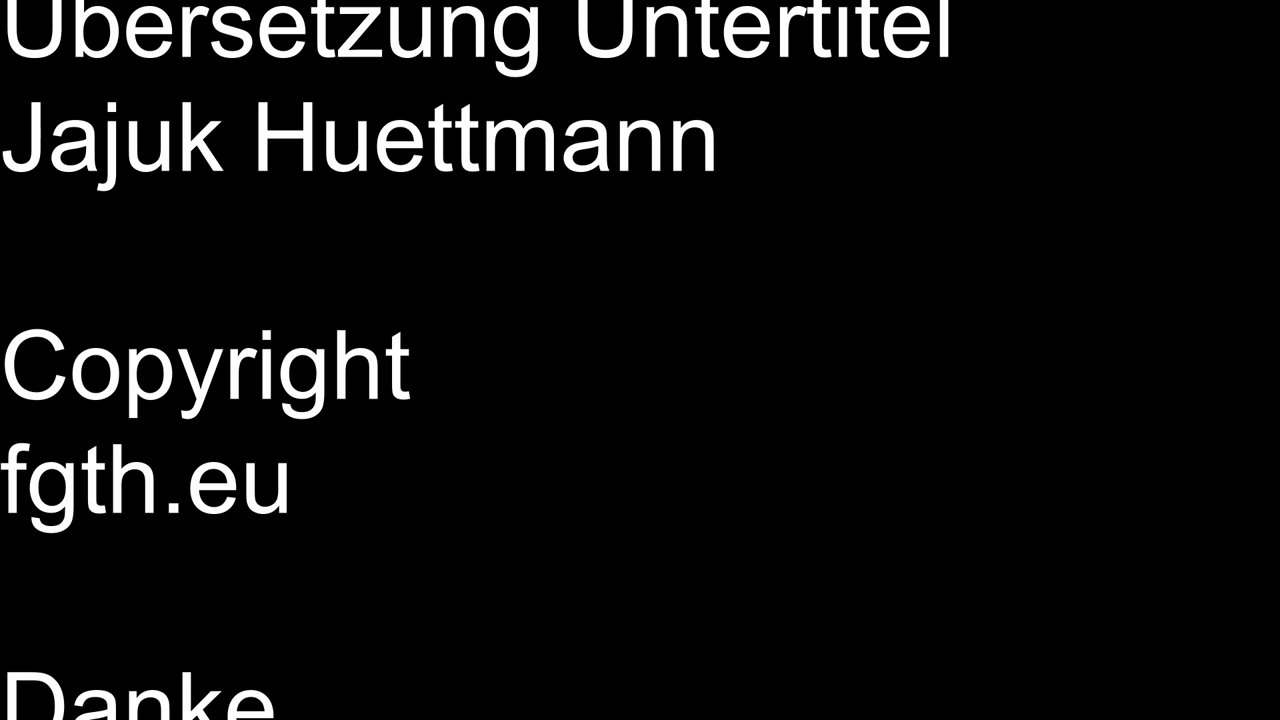 Übersetzung Untertitel
Jajuk Huettmann
Copyright
fgth.eu
Danke